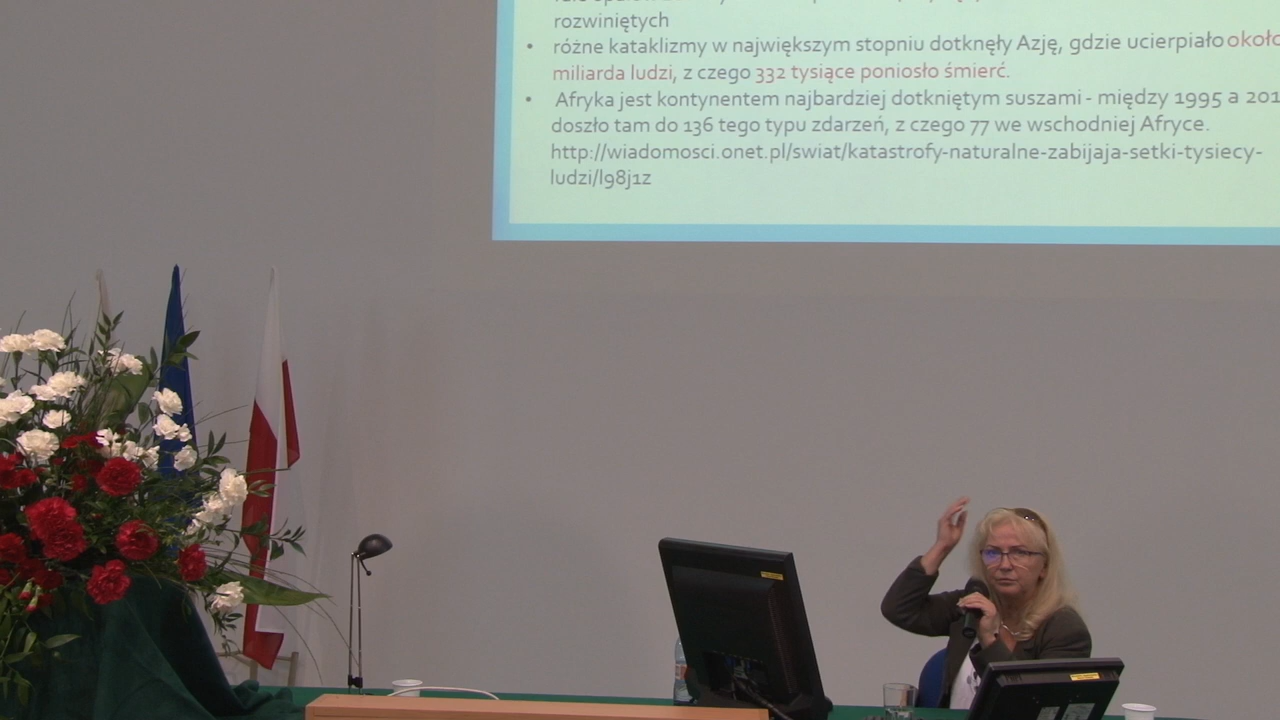 rozwiniętych
• różne kataklizmy w największym stopniu dotknęły Azję, gdzie ucierpiało około
miliarda ludzi, z czego 332 tysiące poniosło śmierć.
• Afryka jest kontynentem najbardziej dotkniętym suszami - między 1995 a 201
doszło tam do 136 tego typu zdarzeń, z czego 77 we wschodniej Afryce.
http://wiadomosci.onet.pl/swiat/katastrofy-naturalne-zabijaja-setki-tysiecy-
ludzi/l98j1z